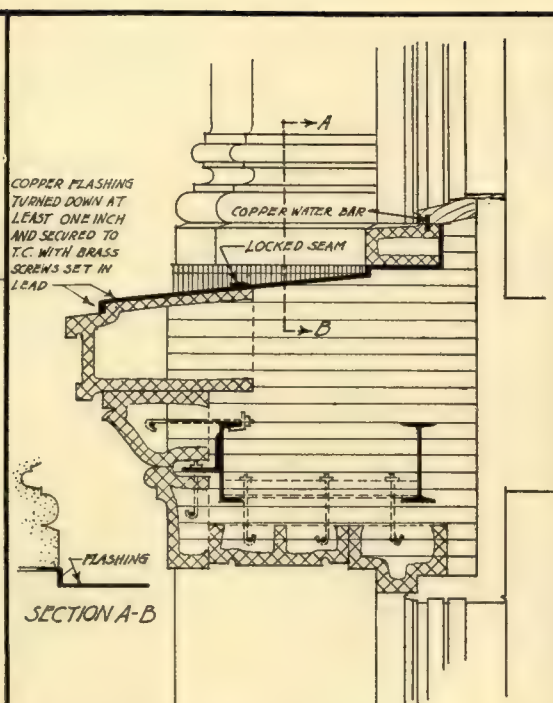 A
COPPER FLASHING
TURNED DOWN AT
LEAST ONE INCH
AND SECURED TO
T.C. WITH BRASS
SCREWS SET IN
LEAD
COPPER WATER BAR
LOCKED SEAM
B
FLASHING
SECTION A-B